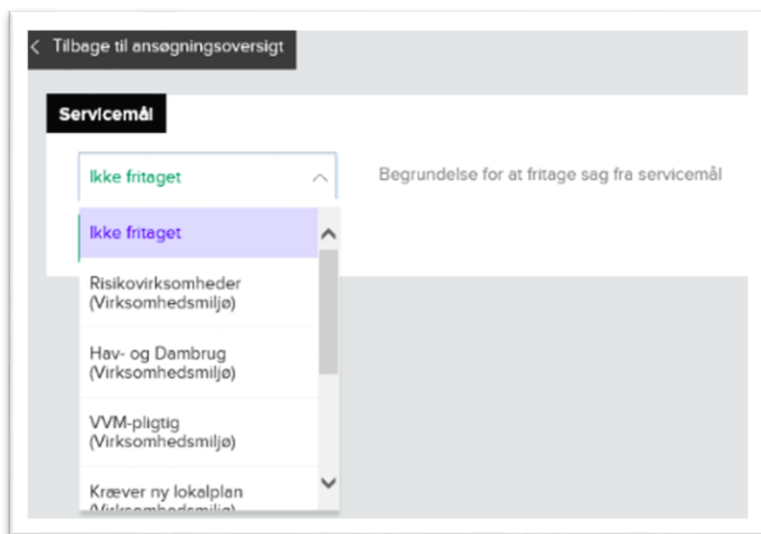 < Tilbage til ansøgningsoversigt
Servicemål
Ikke fritaget
Begrundelse for at fritage sag fra servicemål
Ikke fritaget
Risikovirksomheder
(Virksomhedsmiljø)
Hav- og Dambrug
(Virksomhedsmiljø)
VVM-pligtig
(Virksomhedsmiljø)
Kræver ny lokalplan
(Virksomhedsmiljø)